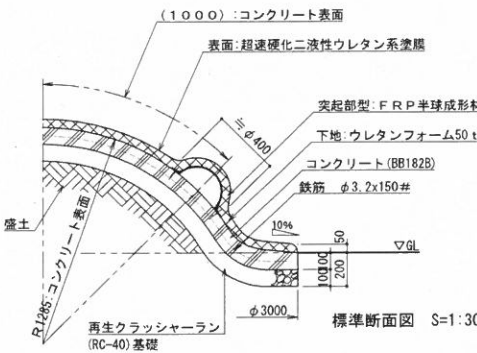 (1000):コンクリート表面
表面:超速硬化二液性ウレタン系塗膜
≒φ400
突起部型:FRP半球成形材
下地:ウレタンフォーム50t
コンクリート(BB182B)
鉄筋 φ3.2x150#
10%
50
▽GL
100
100
200
盛土
R1285:コンクリート表面
φ3000
再生クラッシャーラン
(RC-40)基礎
標準断面図 S=1:30